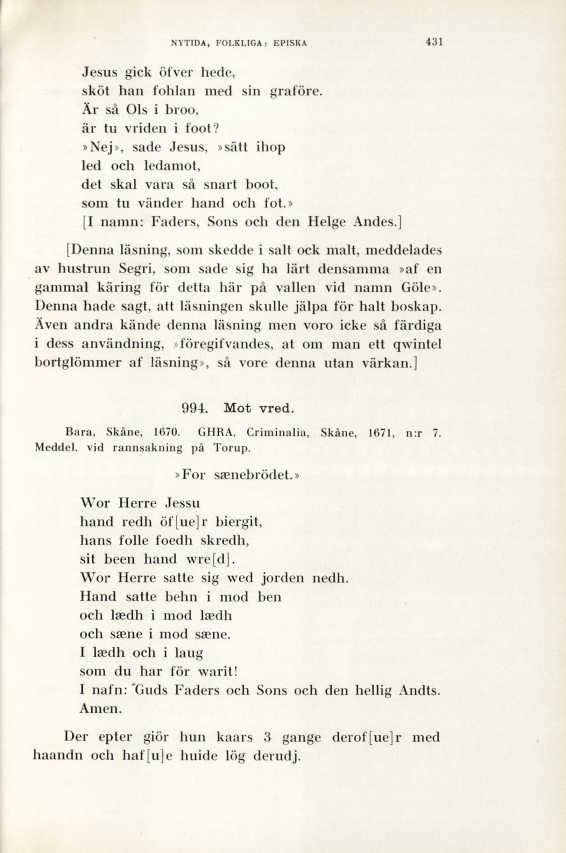 NYTIDA, FOLKLIGA: EPISKA 431
Jesus gick öfver hede,
sköt han fohlan med sin graföre.
Är så Ols i broo,
är tu vriden i foot?
»Nej», sade Jesus, »sätt ihop
led och ledamot,
det skal vara så snart boot,
som tu vänder hand och fot.»
[I namn: Faders, Sons och den Helge Andes.]
[Denna läsning, som skedde i salt ock malt, meddelades
av hustrun Segri, som sade sig ha lärt densamma »af en
gammal käring för detta här på vallen vid namn Göle».
Denna hade sagt, att läsningen skulle jälpa för halt boskap.
Även andra kände denna läsning men voro icke så färdiga
i dess användning, »föregifvandes, at om man ett qwintel
bortglömmer af läsning», så vore denna utan värkan.]
994. Mot vred.
Bara, Skåne, 1670. GHRA. Criminalia, Skåne, 1671, n:r 7.
Meddel. vid rannsakning på Torup.
»For sænebrödet.»
Wor Herre Jessu
hand redh öf[ue]r biergit,
hans folle foedh skredh,
sit been hand wre[d].
Wor Herre satte sig wed jorden nedh.
Hand satte behn i mod ben
och lædh i mod lædh
och sæne i mod sæne.
I lædh och i laug
som du har för warit!
I nafn: Guds Faders och Sons och den hellig Andts.
Amen.
Der epter giör hun kaars 3 gange derof[ue]r med
haandn och haf[u]e huide lög derudj.